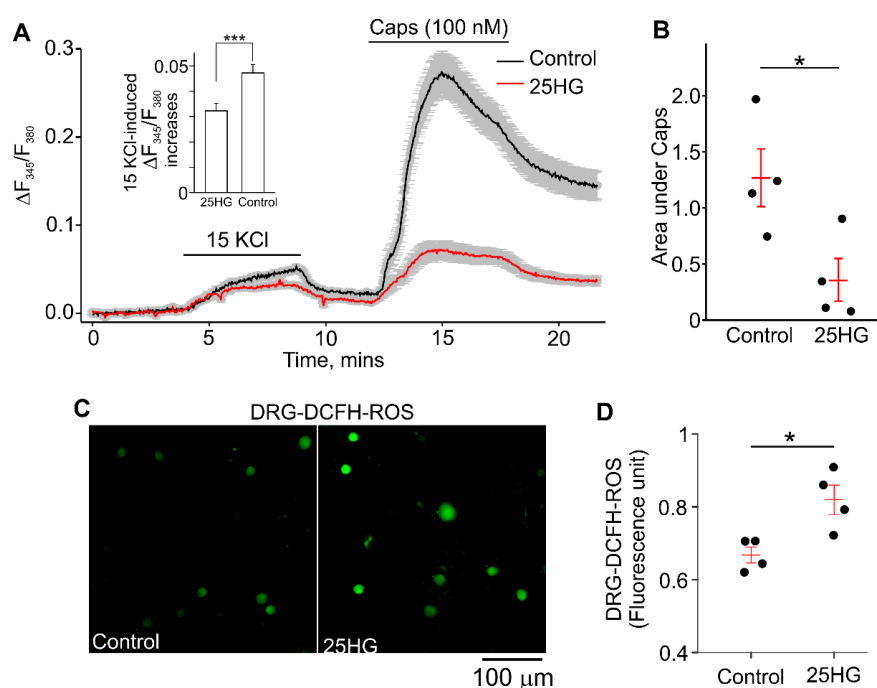 A
Caps (100 nM)
Control
25HG
0.3
0.2
0.1
0.0
ΔF345/F380
0
5
10
15
20
Time, mins
15 KCl
***
0.05
0
15 KCl-induced
ΔF345/F380
increases
25HG
Control
B
*
2.0
1.5
1.0
0.5
0
Area under Caps
Control
25HG
C
DRG-DCFH-ROS
Control
25HG
100 µm
D
*
1
0.8
0.6
0.4
DRG-DCFH-ROS
(Fluorescence unit)
Control
25HG